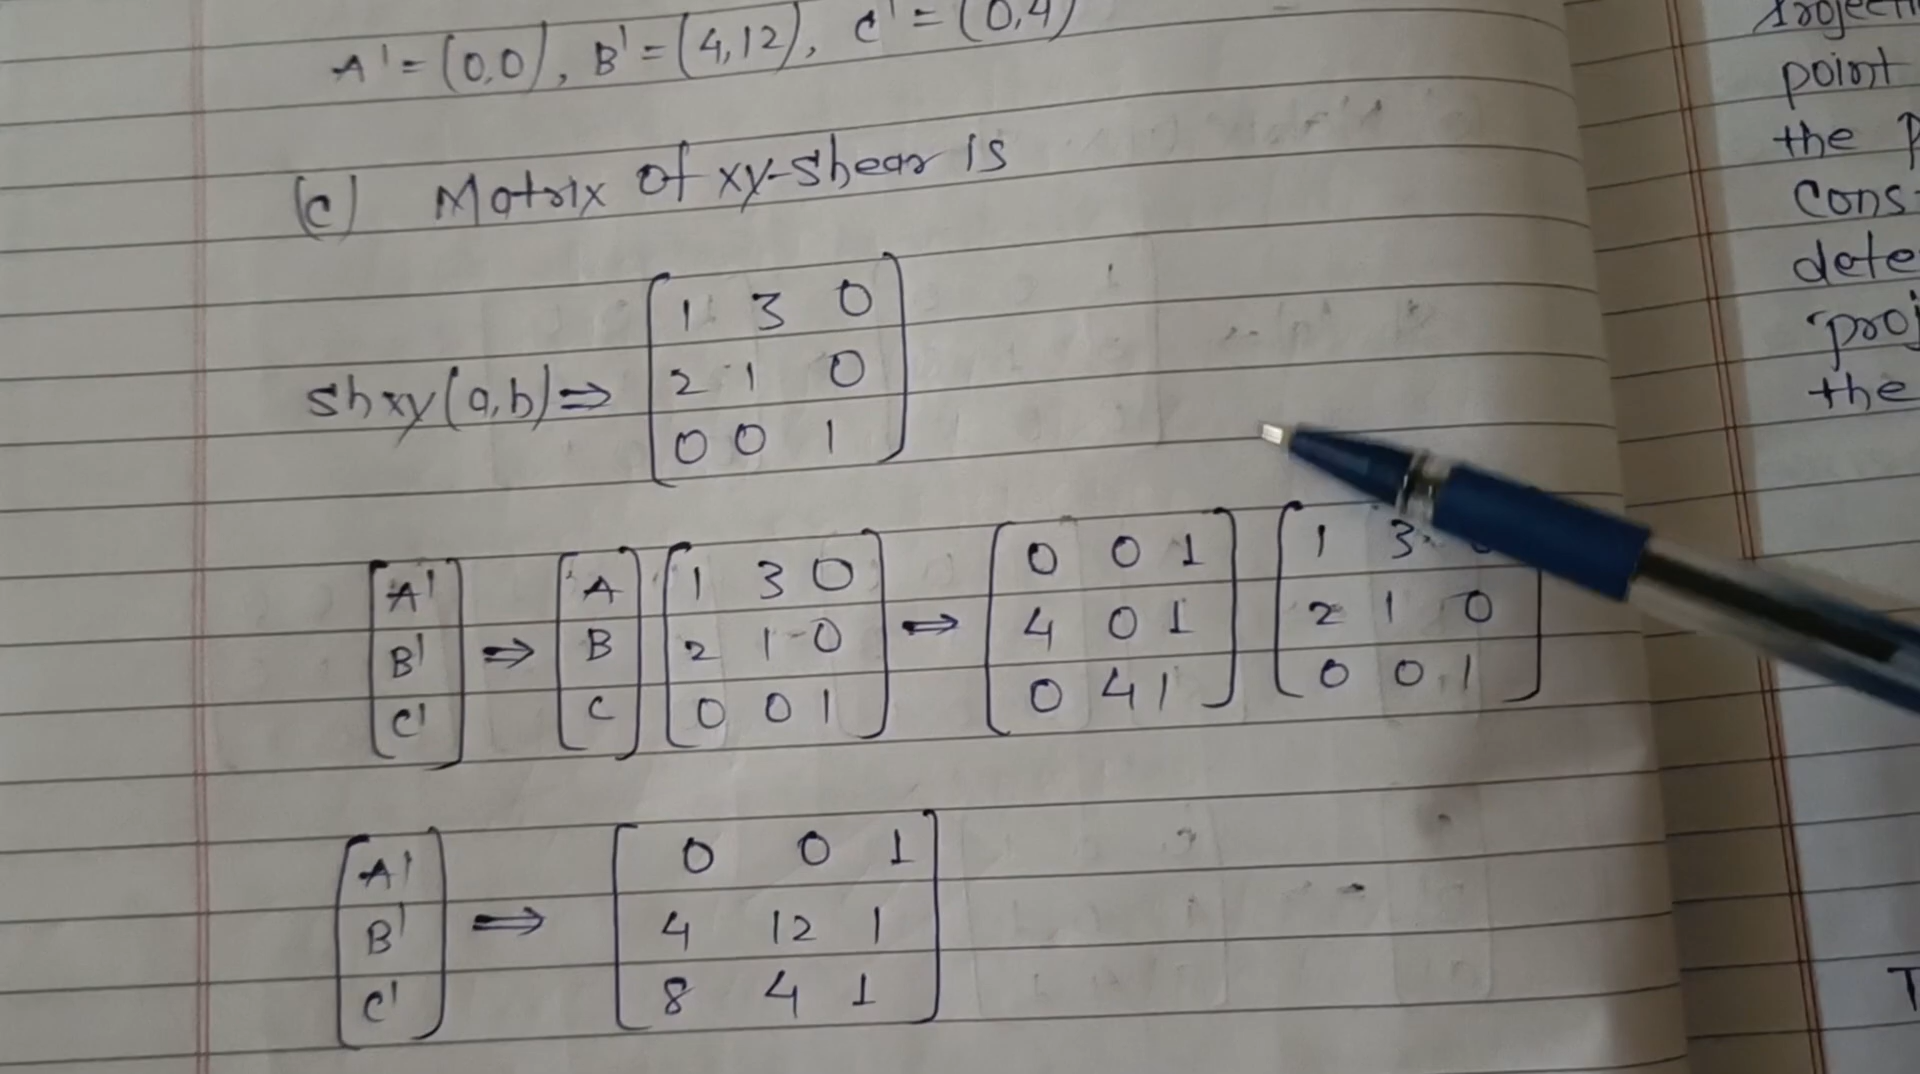 A' = (0,0), B' = (4,12), C' = (0,4)
(c) Matrix of xy-shear is
shxy(a,b) ⇒ [1 3 0
2 1 0
0 0 1]
[A' B' C'] ⇒ [A B C] [1 3 0
2 1 0
0 0 1] ⇒ [0 0 1
4 0 1
0 4 1] [1 3
2 1 0
0 0 1]
[A' B' C'] ⇒ [0 0 1
4 12 1
8 4 1]
point
the
the